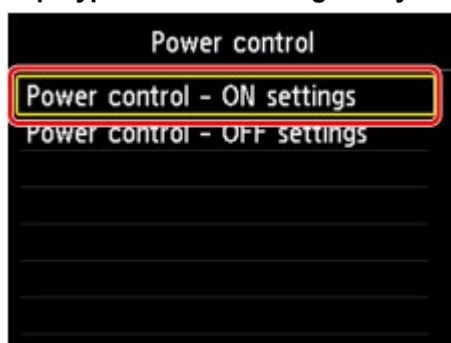 Power control
Power control – ON settings
Power control – OFF settings